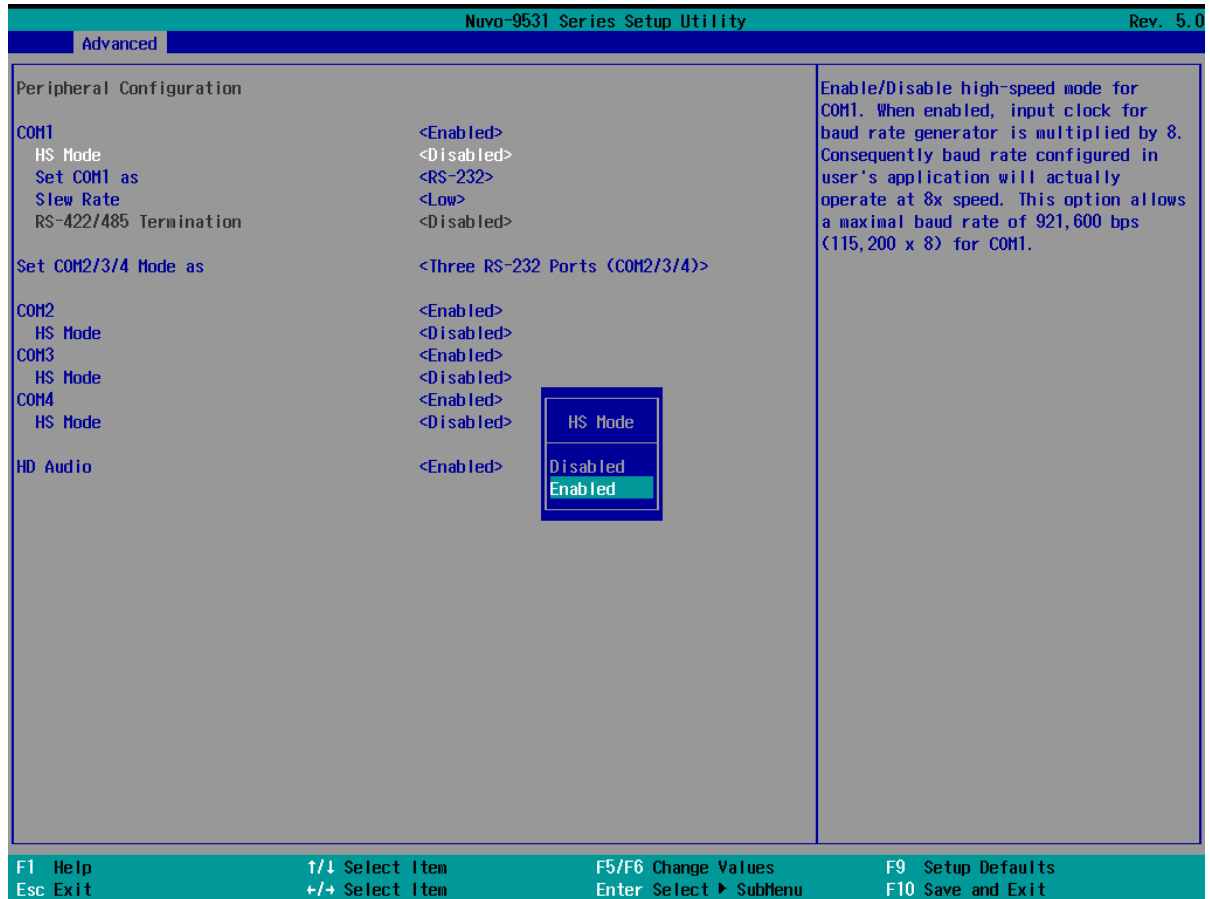 Nuvo-9531 Series Setup Utility Rev. 5.0
Advanced
Peripheral Configuration
COM1 <Enabled>
HS Mode <Disabled>
Set COM1 as <RS-232>
Slew Rate <Low>
RS-422/485 Termination <Disabled>
Set COM2/3/4 Mode as <Three RS-232 Ports (COM2/3/4)>
COM2 <Enabled>
HS Mode <Disabled>
COM3 <Enabled>
HS Mode <Disabled>
COM4 <Enabled>
HS Mode <Disabled>
HD Audio <Enabled>
HS Mode
Disabled
Enabled
Enable/Disable high-speed mode for
COM1. When enabled, input clock for
baud rate generator is multiplied by 8.
Consequently baud rate configured in
user's application will actually
operate at 8x speed. This option allows
a maximal baud rate of 921,600 bps
(115,200 x 8) for COM1.
F1 Help ↑/↓ Select Item F5/F6 Change Values F9 Setup Defaults
Esc Exit ←/→ Select Item Enter Select ▶ SubMenu F10 Save and Exit